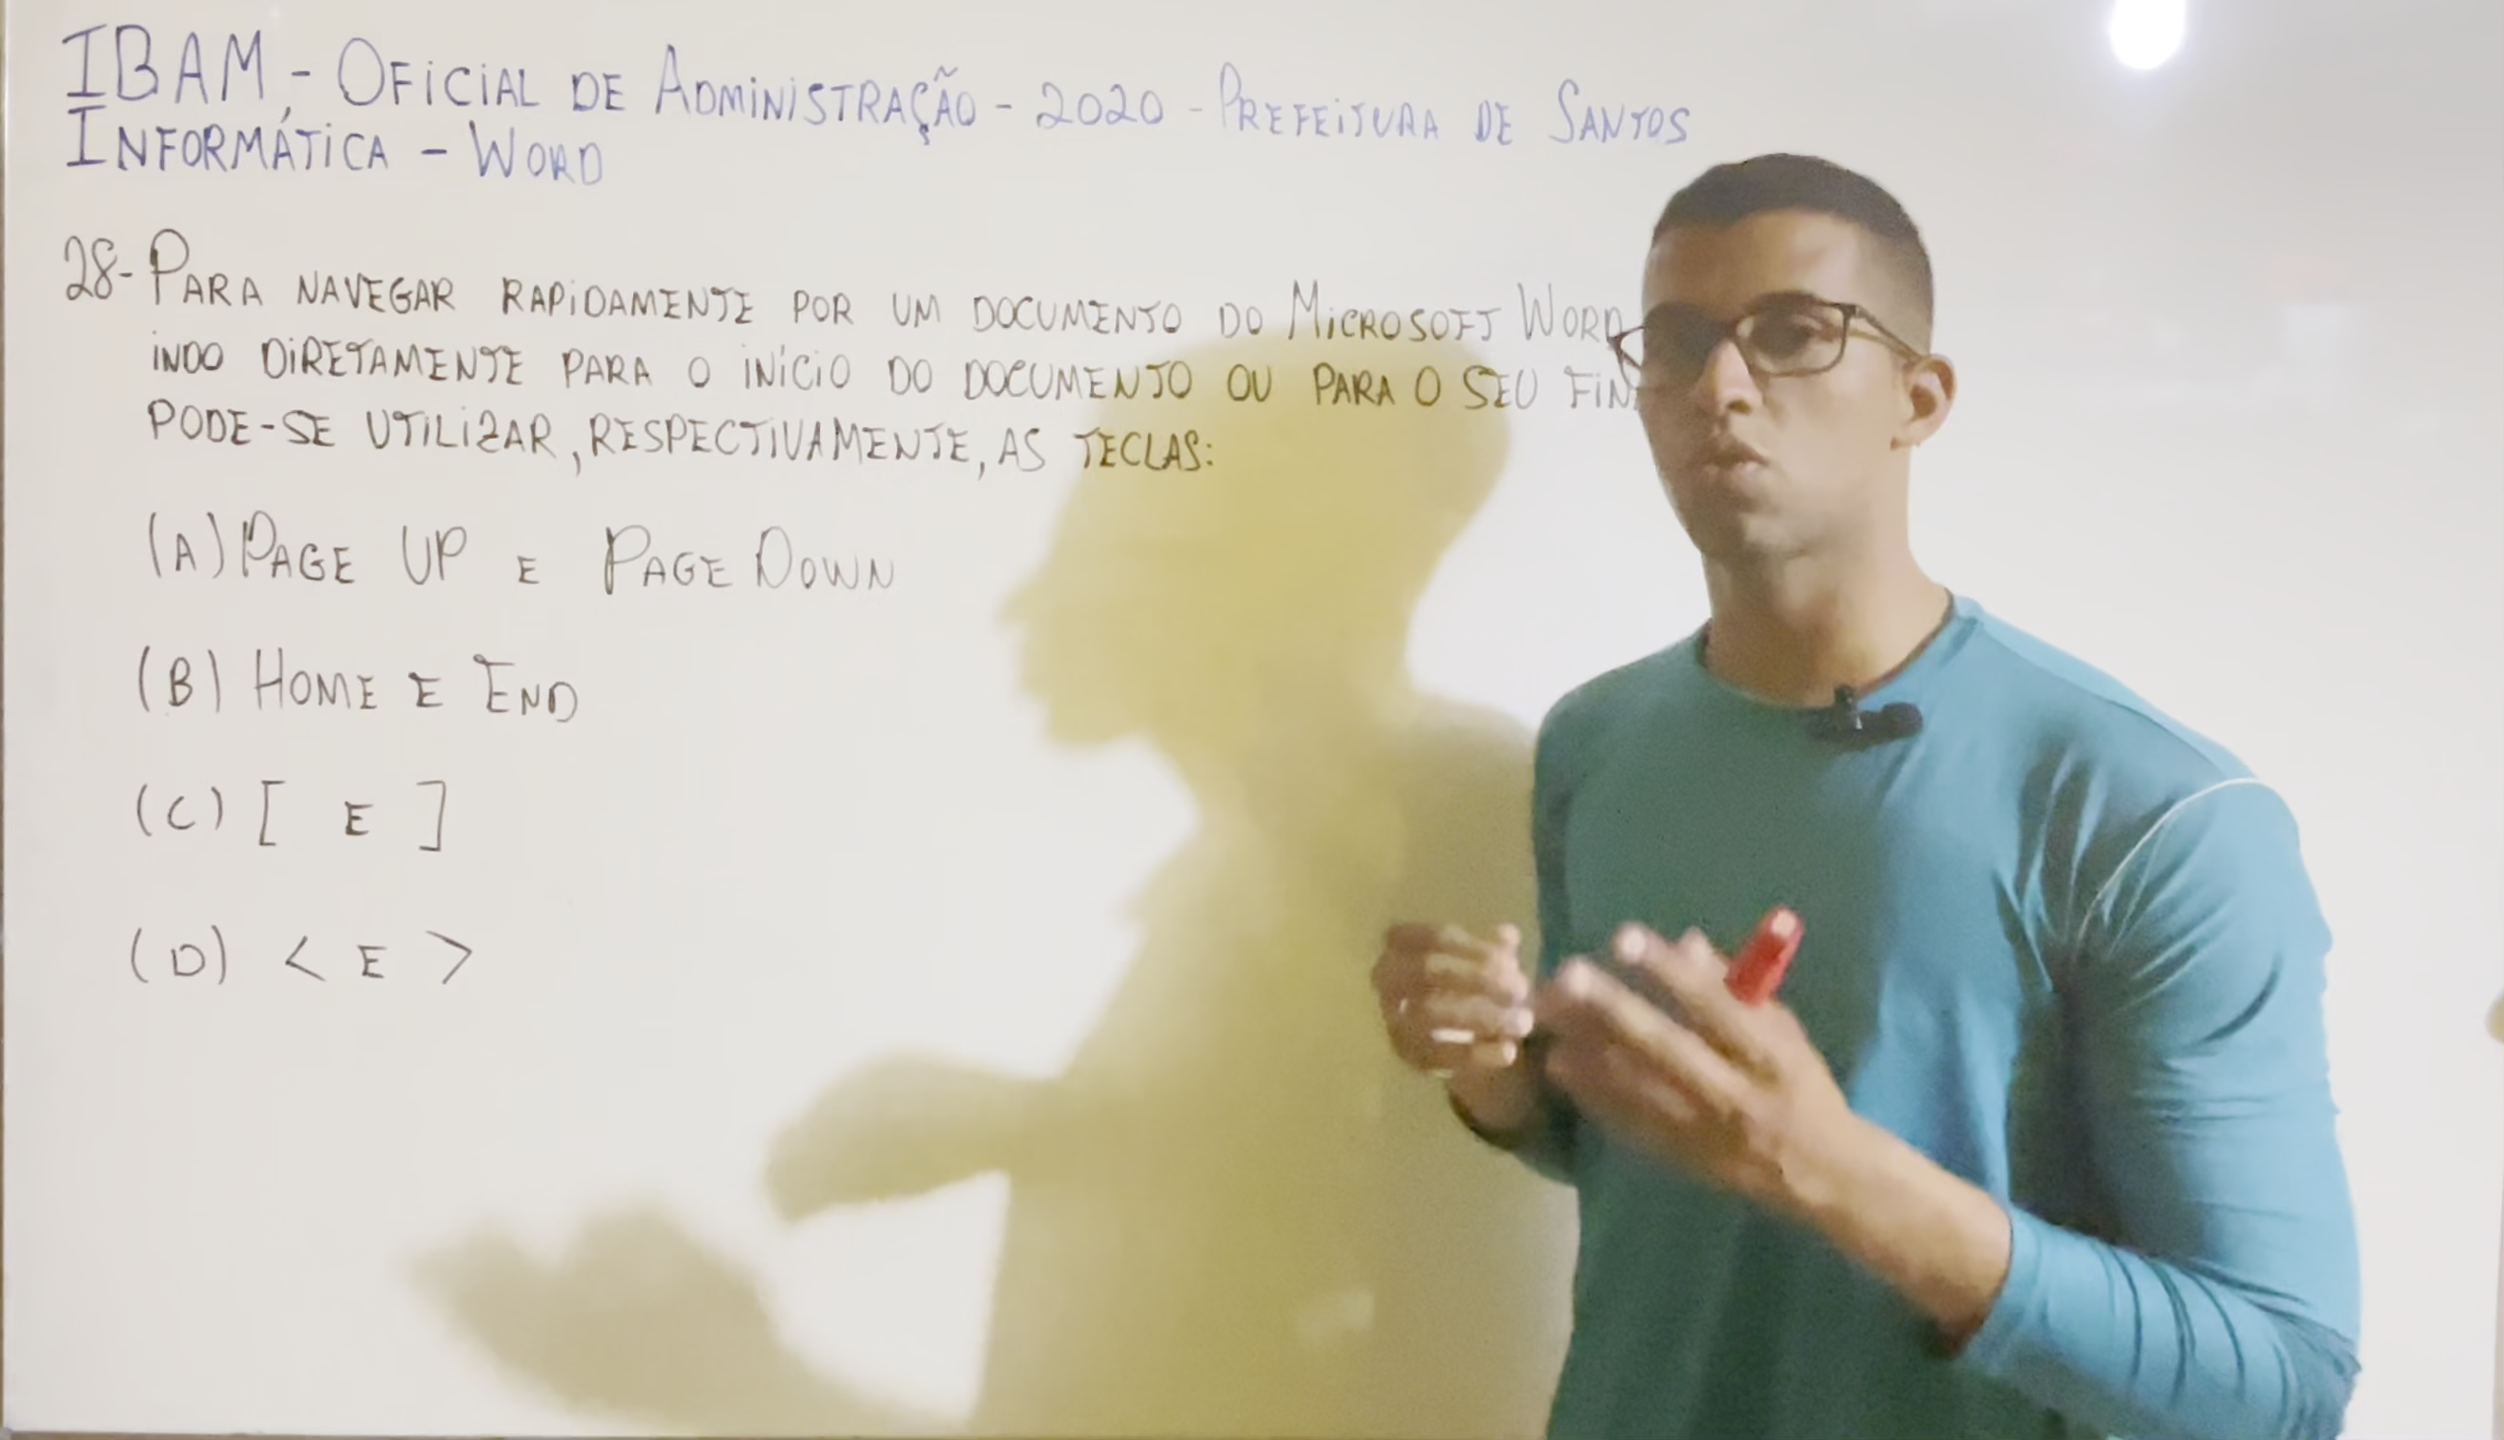 IBAM - OFICIAL DE ADMINISTRAÇÃO - 2020 - PREFEITURA DE SANTOS
INFORMÁTICA - WORD
28- PARA NAVEGAR RAPIDAMENTE POR UM DOCUMENTO DO MICROSOFT WORD
INDO DIRETAMENTE PARA O INÍCIO DO DOCUMENTO OU PARA O SEU FIM
PODE-SE UTILIZAR, RESPECTIVAMENTE, AS TECLAS:
(A) PAGE UP E PAGE DOWN
(B) HOME E END
(C) [ E ]
(D) < E >